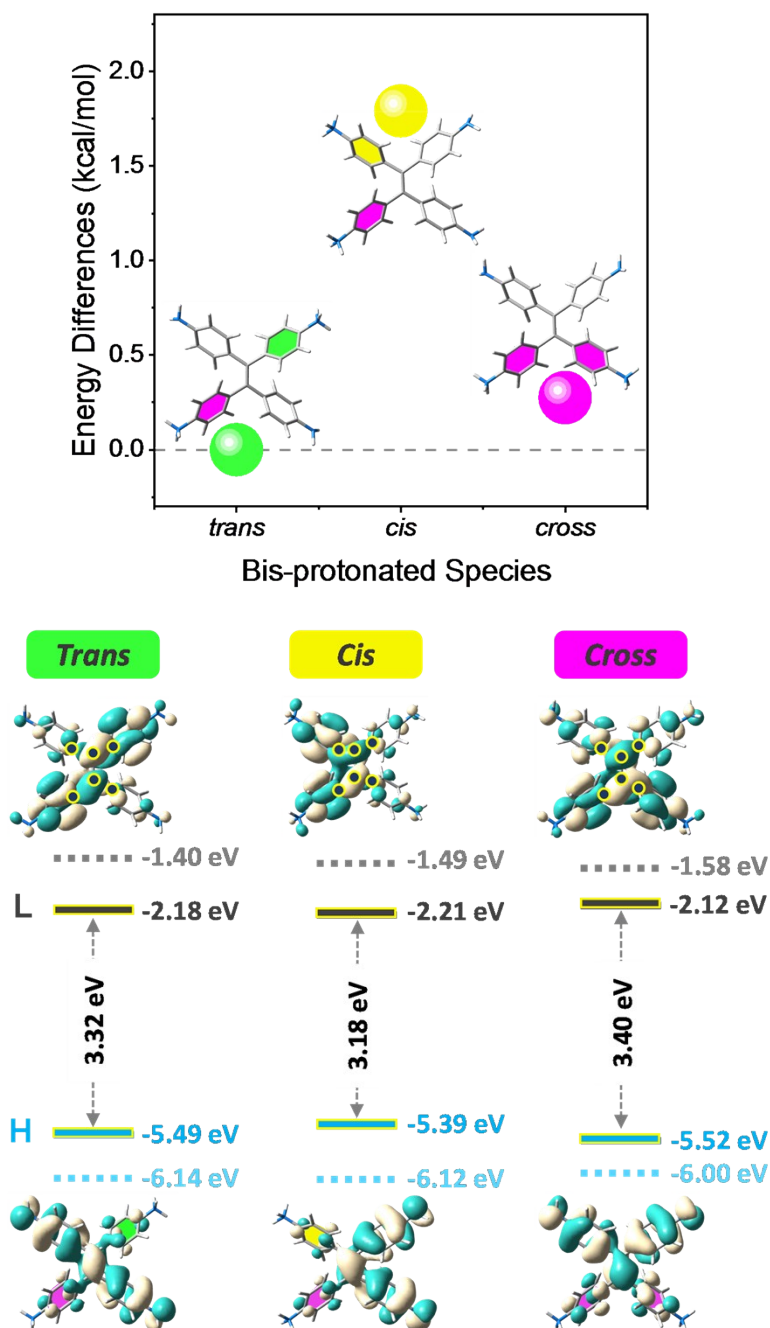 Energy Differences (kcal/mol)
2.0
1.5
1.0
0.5
0.0
trans cis cross
Bis-protonated Species
Trans Cis Cross
-1.40 eV -1.49 eV -1.58 eV
L -2.18 eV -2.21 eV -2.12 eV
3.32 eV 3.18 eV 3.40 eV
H -5.49 eV -5.39 eV -5.52 eV
-6.14 eV -6.12 eV -6.00 eV